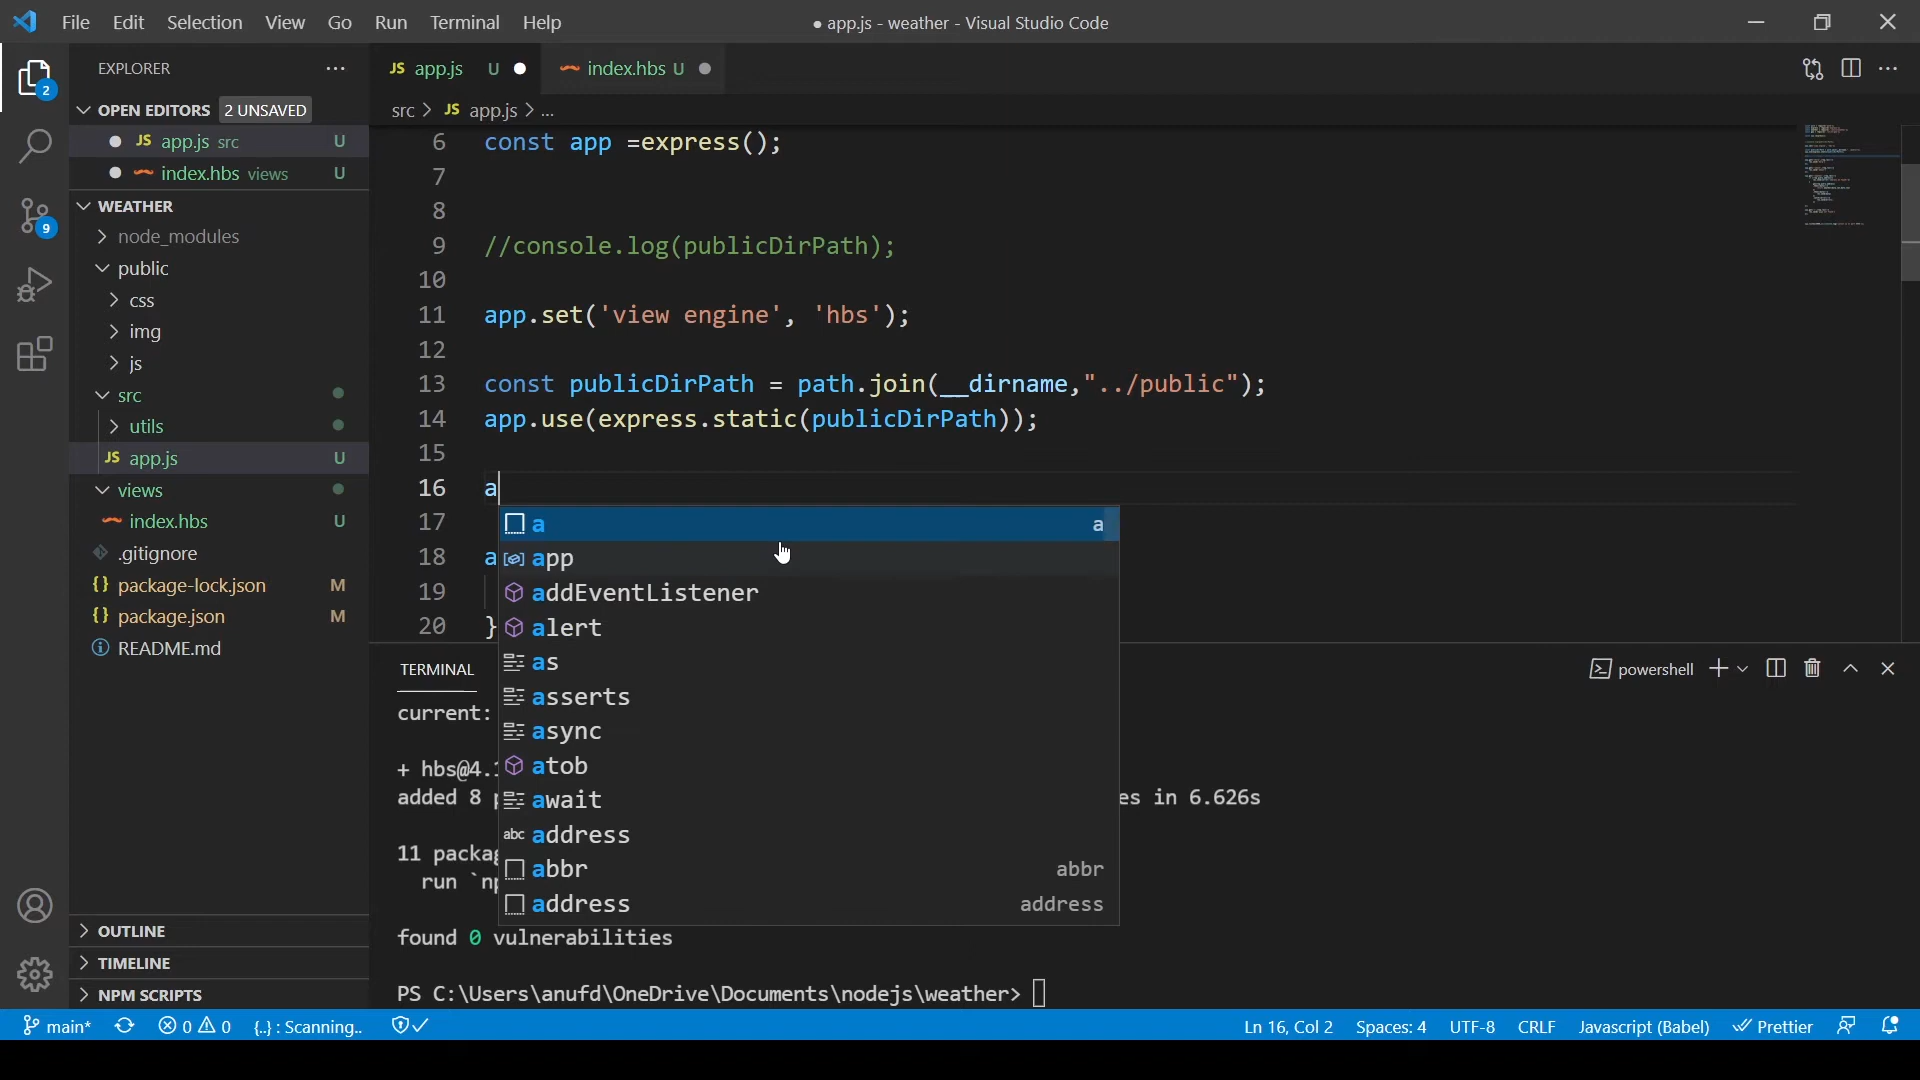 File Edit Selection View Go Run Terminal Help
● app.js - weather - Visual Studio Code
EXPLORER
JS app.js U
index.hbs U
2
OPEN EDITORS 2 UNSAVED
src > JS app.js > ...
JS app.js src U
index.hbs views U
WEATHER
9
node_modules
public
css
img
js
src
utils
JS app.js U
views
index.hbs U
.gitignore
{} package-lock.json M
{} package.json M
README.md
OUTLINE
TIMELINE
NPM SCRIPTS
6 const app =express();
7
8
9 //console.log(publicDirPath);
10
11 app.set('view engine', 'hbs');
12
13 const publicDirPath = path.join(__dirname,"../public");
14 app.use(express.static(publicDirPath));
15
16 a
17
18 a
19
20 }
a a
app
addEventListener
alert
as
asserts
async
atob
await
abc address
abbr abbr
address address
TERMINAL
powershell
current:
+ hbs@4.
added 8 es in 6.626s
11
run
found 0 vulnerabilities
PS C:\Users\anufd\OneDrive\Documents\nodejs\weather>
main* 0 0 {..} : Scanning..
Ln 16, Col 2 Spaces: 4 UTF-8 CRLF Javascript (Babel) Prettier